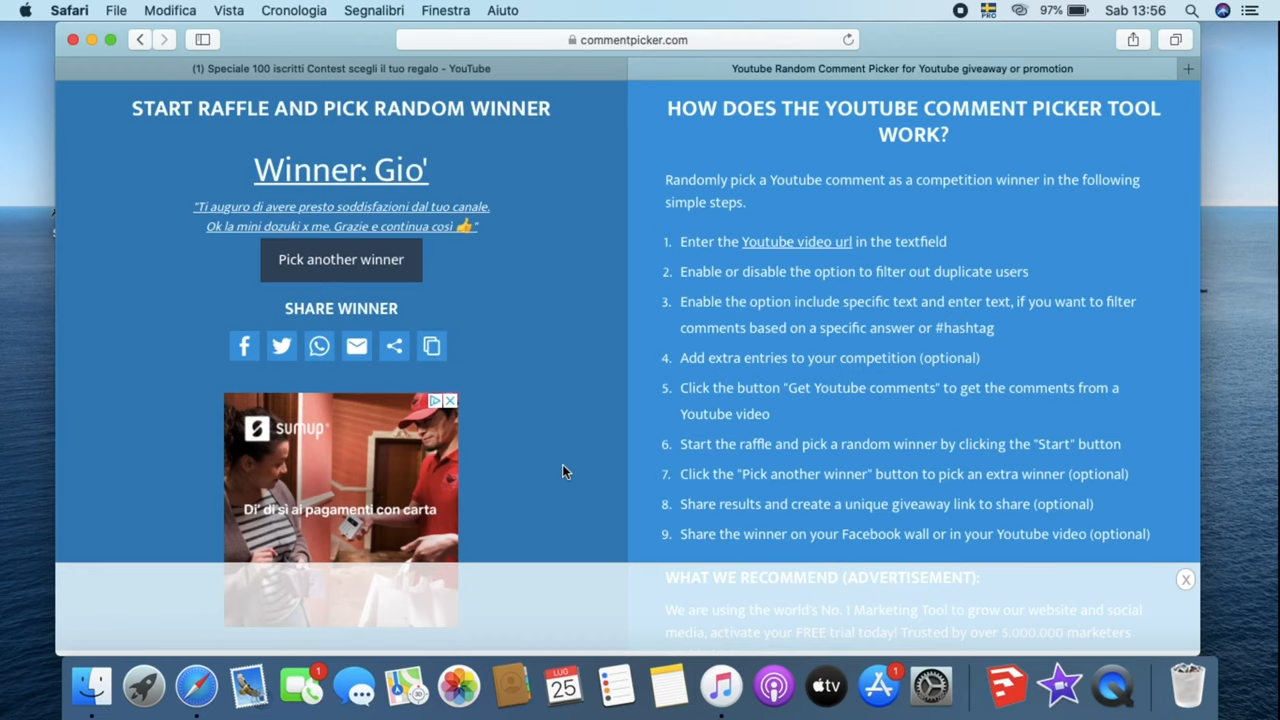 Safari File Modifica Vista Cronologia Segnalibri Finestra Aiuto PRO 97% Sab 13:56
commentpicker.com
(1) Speciale 100 iscritti Contest scegli il tuo regalo - YouTube
Youtube Random Comment Picker for Youtube giveaway or promotion
START RAFFLE AND PICK RANDOM WINNER
Winner: Gio'
"Ti auguro di avere presto soddisfazioni dal tuo canale.
Ok la mini dozuki x me. Grazie e continua così 👍"
Pick another winner
SHARE WINNER
sumup
Di' di sì ai pagamenti con carta
HOW DOES THE YOUTUBE COMMENT PICKER TOOL
WORK?
Randomly pick a Youtube comment as a competition winner in the following
simple steps.
1. Enter the Youtube video url in the textfield
2. Enable or disable the option to filter out duplicate users
3. Enable the option include specific text and enter text, if you want to filter
comments based on a specific answer or #hashtag
4. Add extra entries to your competition (optional)
5. Click the button "Get Youtube comments" to get the comments from a
Youtube video
6. Start the raffle and pick a random winner by clicking the "Start" button
7. Click the "Pick another winner" button to pick an extra winner (optional)
8. Share results and create a unique giveaway link to share (optional)
9. Share the winner on your Facebook wall or in your Youtube video (optional)
WHAT WE RECOMMEND (ADVERTISEMENT):
X
We are using the world's No. 1 Marketing Tool to grow our website and social
media, activate your FREE trial today! Trusted by over 5.000.000 marketers
1
LUG
25
tv
1